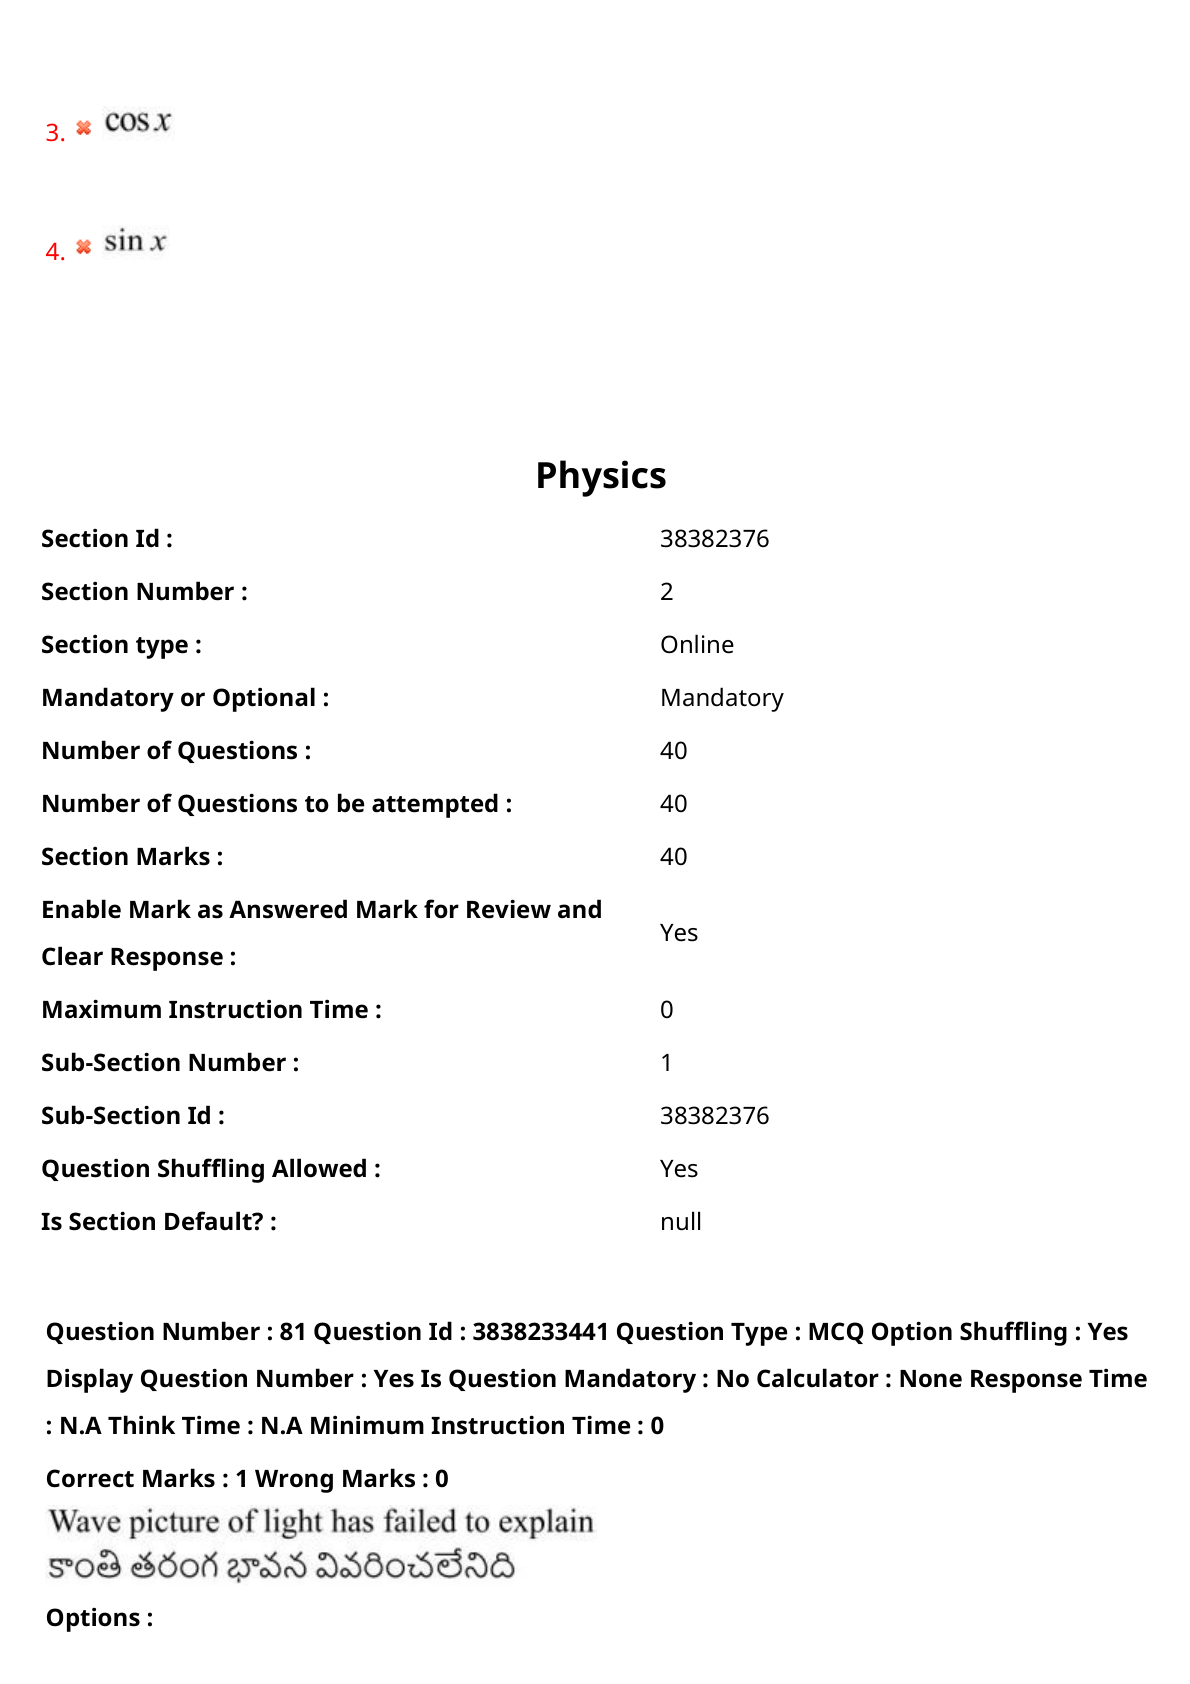 3. cos x
4. sin x
Physics
Section Id : 38382376
Section Number : 2
Section type : Online
Mandatory or Optional : Mandatory
Number of Questions : 40
Number of Questions to be attempted : 40
Section Marks : 40
Enable Mark as Answered Mark for Review and
Clear Response : Yes
Maximum Instruction Time : 0
Sub-Section Number : 1
Sub-Section Id : 38382376
Question Shuffling Allowed : Yes
Is Section Default? : null
Question Number : 81 Question Id : 3838233441 Question Type : MCQ Option Shuffling : Yes
Display Question Number : Yes Is Question Mandatory : No Calculator : None Response Time
: N.A Think Time : N.A Minimum Instruction Time : 0
Correct Marks : 1 Wrong Marks : 0
Wave picture of light has failed to explain
కాంతి తరంగ భావన వివరించలేనిది
Options :